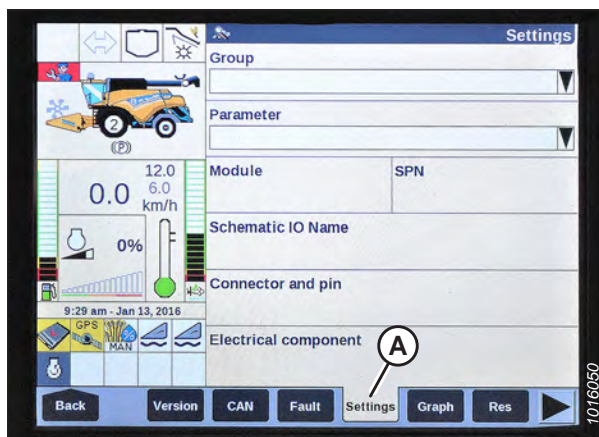 Settings
Group
Parameter
2
(P)
12.0
0.0 6.0
km/h
Module SPN
0%
Schematic IO Name
Connector and pin
9:29 am - Jan 13, 2016
GPS
MAN
Electrical component
A
Back Version CAN Fault Settings Graph Res
1016050